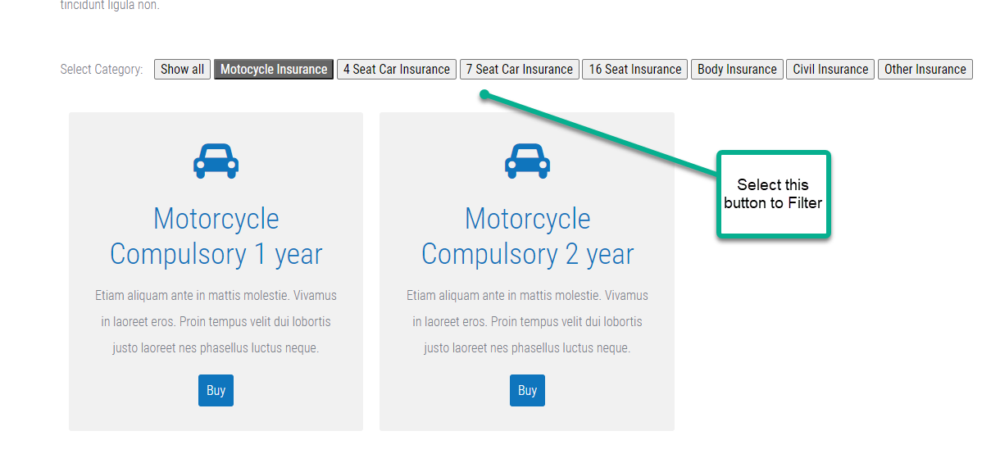 tincidunt ligula non.
Select Category: Show all Motocycle Insurance 4 Seat Car Insurance 7 Seat Car Insurance 16 Seat Insurance Body Insurance Civil Insurance Other Insurance
Select this
button to Filter
Motorcycle
Compulsory 1 year
Etiam aliquam ante in mattis molestie. Vivamus
in laoreet eros. Proin tempus velit dui lobortis
justo laoreet nes phasellus luctus neque.
Buy
Motorcycle
Compulsory 2 year
Etiam aliquam ante in mattis molestie. Vivamus
in laoreet eros. Proin tempus velit dui lobortis
justo laoreet nes phasellus luctus neque.
Buy